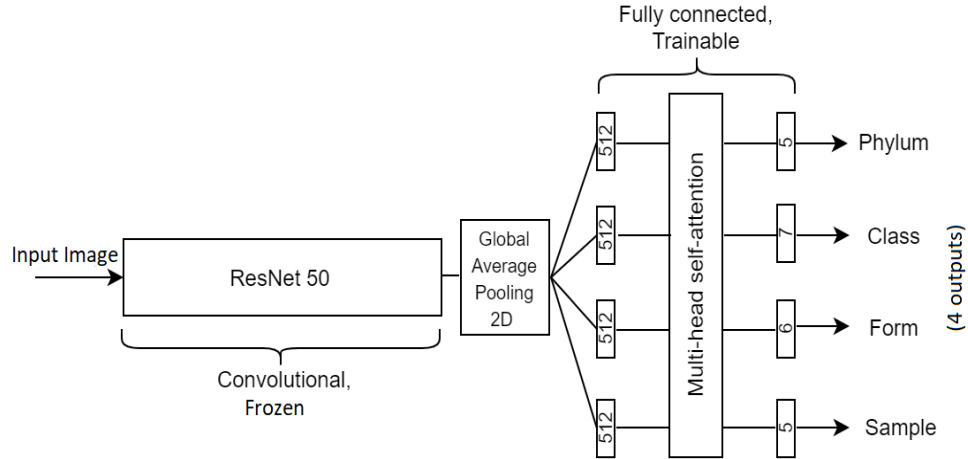 Fully connected,
Trainable
512
5
Phylum
512
7
Class
Input Image
ResNet 50
Global
Average
Pooling
2D
Multi-head self-attention
(4 outputs)
512
6
Form
Convolutional,
Frozen
512
5
Sample